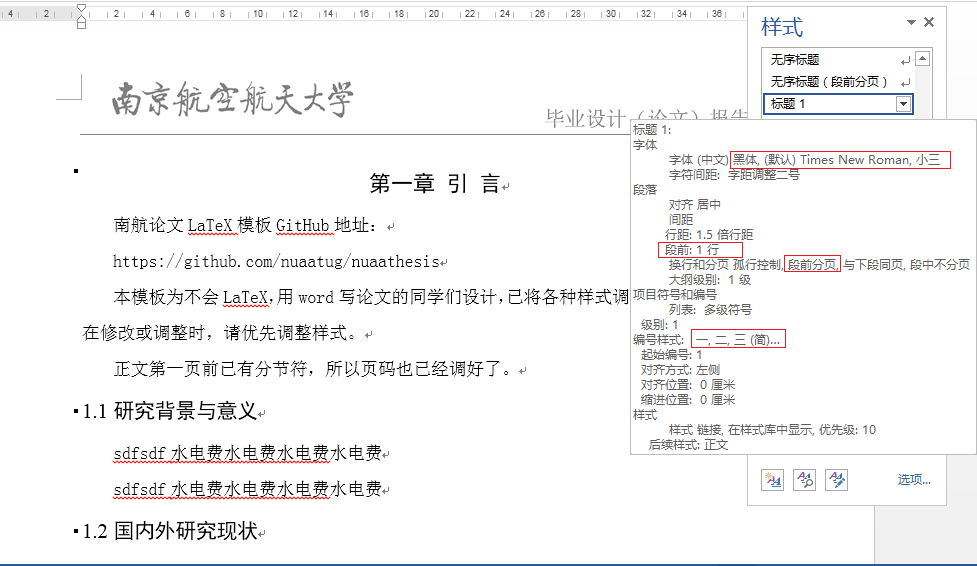 4 2 2 4 6 8 10 12 14 16 18 20 22 24 26 28 30 32 34 36
样式
无序标题
无序标题（段前分页）
标题 1
南京航空航天大学
毕业设计（论文）报告
第一章 引 言
南航论文 LaTeX 模板 GitHub 地址：
https://github.com/nuaatug/nuaathesis
本模板为不会 LaTeX，用 word 写论文的同学们设计，已将各种样式调
在修改或调整时，请优先调整样式。
正文第一页前已有分节符，所以页码也已经调好了。
1.1 研究背景与意义
sdfsdf 水电费水电费水电费水电费
sdfsdf 水电费水电费水电费水电费
1.2 国内外研究现状
标题 1:
字体
字体 (中文) 黑体, (默认) Times New Roman, 小三
字符间距: 字距调整二号
段落
对齐 居中
间距
行距: 1.5 倍行距
段前: 1 行
换行和分页 孤行控制, 段前分页, 与下段同页, 段中不分页
大纲级别: 1 级
项目符号和编号
列表: 多级符号
级别: 1
编号样式: 一, 二, 三 (简)...
起始编号: 1
对齐方式: 左侧
对齐位置: 0 厘米
缩进位置: 0 厘米
样式
样式 链接, 在样式库中显示, 优先级: 10
后续样式: 正文
选项...